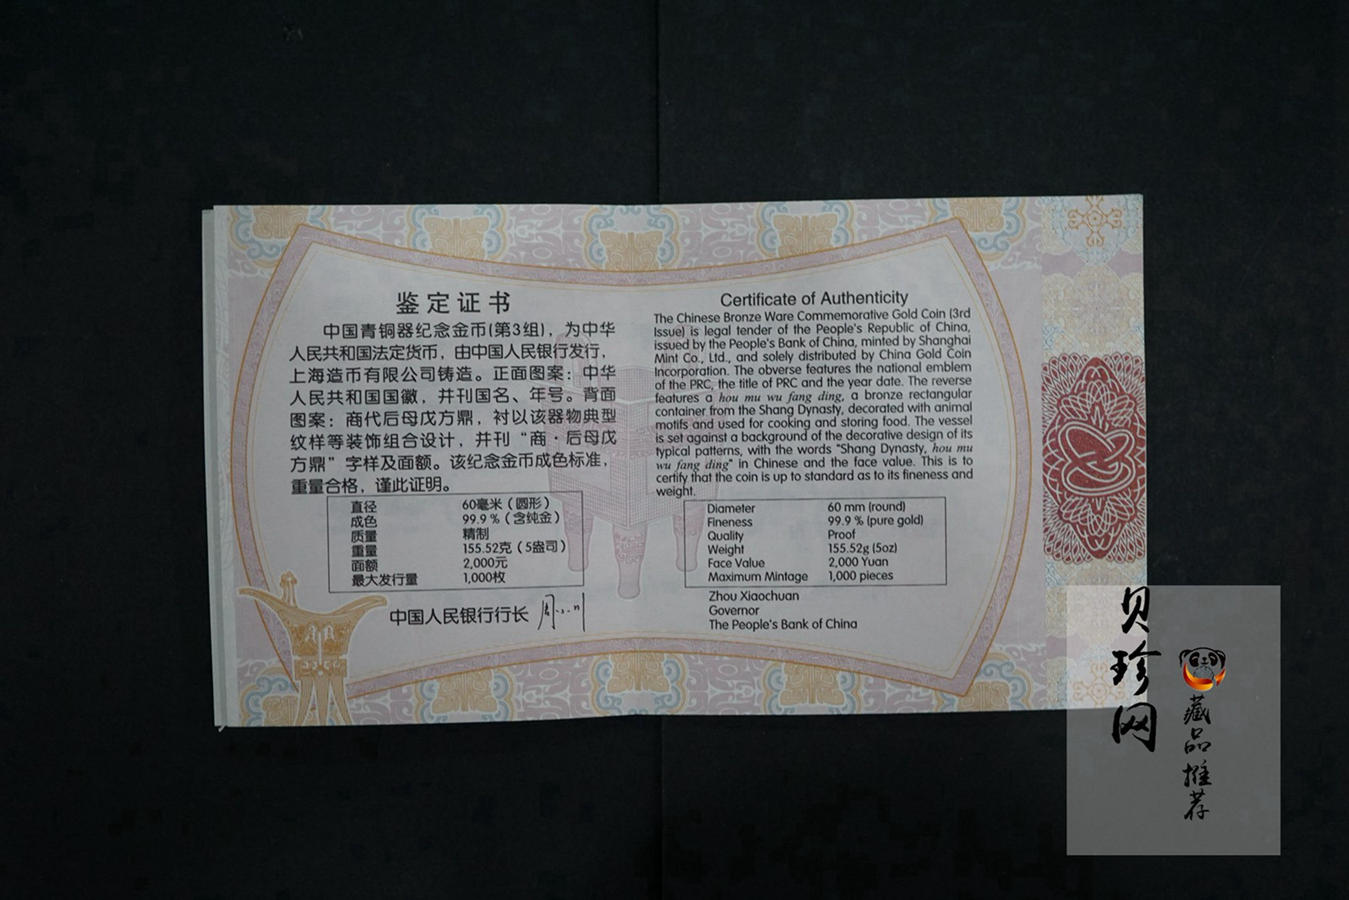 鉴定证书
中国青铜器纪念金币(第3组)，为中华
人民共和国法定货币，由中国人民银行发行，
上海造币有限公司铸造。正面图案：中华
人民共和国国徽，并刊国名、年号。背面
图案：商代后母戊方鼎，衬以该器物典型
纹样等装饰组合设计，并刊“商·后母戊
方鼎”字样及面额。该纪念金币成色标准，
重量合格，谨此证明。
直径 60毫米（圆形）
成色 99.9 %（含纯金）
质量 精制
重量 155.52克（5盎司）
面额 2,000元
最大发行量 1,000枚
中国人民银行行长
Certificate of Authenticity
The Chinese Bronze Ware Commemorative Gold Coin (3rd
Issue) is legal tender of the People's Republic of China,
issued by the People's Bank of China, minted by Shanghai
Mint Co., Ltd., and solely distributed by China Gold Coin
Incorporation. The obverse features the national emblem
of the PRC, the title of PRC and the year date. The reverse
features a hou mu wu fang ding, a bronze rectangular
container from the Shang Dynasty, decorated with animal
motifs and used for cooking and storing food. The vessel
is set against a background of the decorative design of its
typical patterns, with the words "Shang Dynasty, hou mu
wu fang ding" in Chinese and the face value. This is to
certify that the coin is up to standard as to its fineness and
weight.
Diameter 60 mm (round)
Fineness 99.9 % (pure gold)
Quality Proof
Weight 155.52g (5oz)
Face Value 2,000 Yuan
Maximum Mintage 1,000 pieces
Zhou Xiaochuan
Governor
The People's Bank of China
贝珍网
藏品推荐